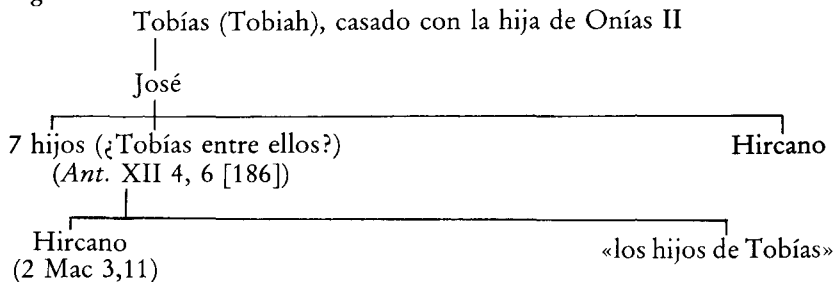 Tobías (Tobiah), casado con la hija de Onías II
José
7 hijos (¿Tobías entre ellos?)
Hircano
(Ant. XII 4, 6 [186])
Hircano
«los hijos de Tobías»
(2 Mac 3,11)